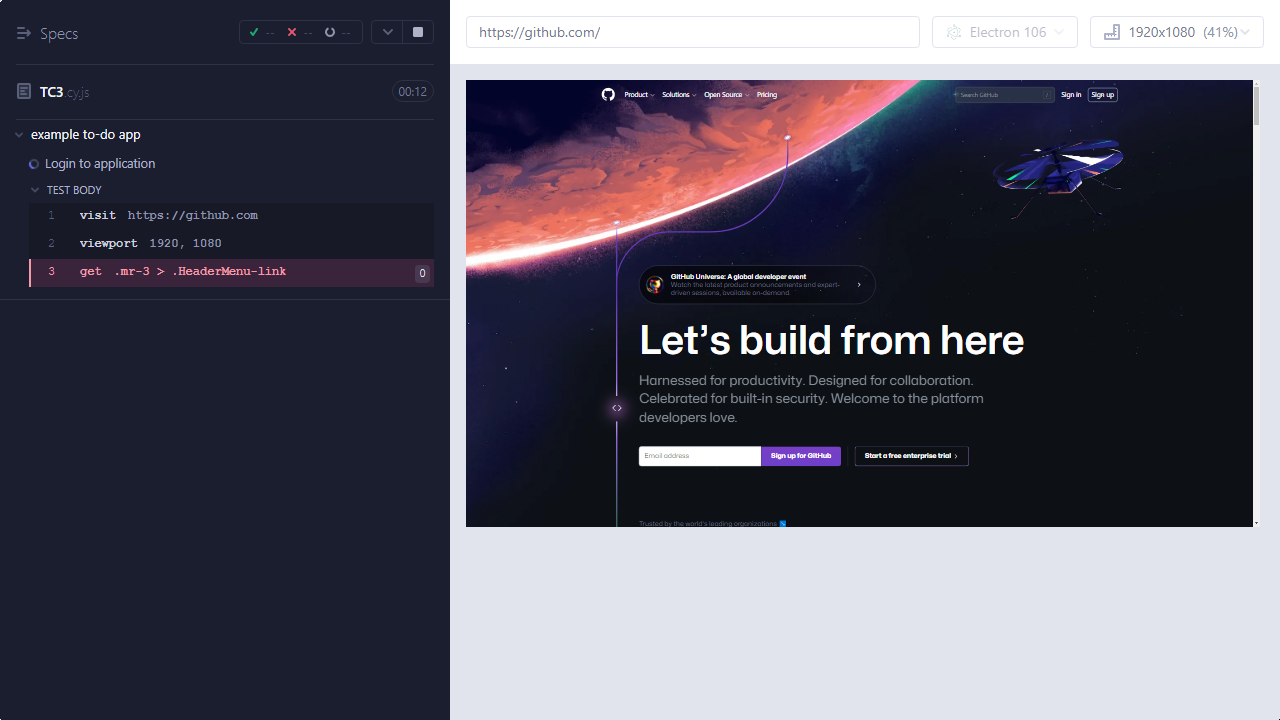 Specs
--
--
--
TC3 cy.js
00:12
example to-do app
Login to application
TEST BODY
1 visit https://github.com
2 viewport 1920, 1080
3 get .mr-3 > .HeaderMenu-link 0
https://github.com/
Electron 106
1920x1080 (41%)
Product Solutions Open Source Pricing
Search GitHub /
Sign in
Sign up
GitHub Universe: A global developer event
Watch the latest product announcements and expert-
driven sessions, available on-demand.
Let's build from here
Harnessed for productivity. Designed for collaboration.
Celebrated for built-in security. Welcome to the platform
developers love.
Email address
Sign up for GitHub
Start a free enterprise trial
Trusted by the world's leading organizations